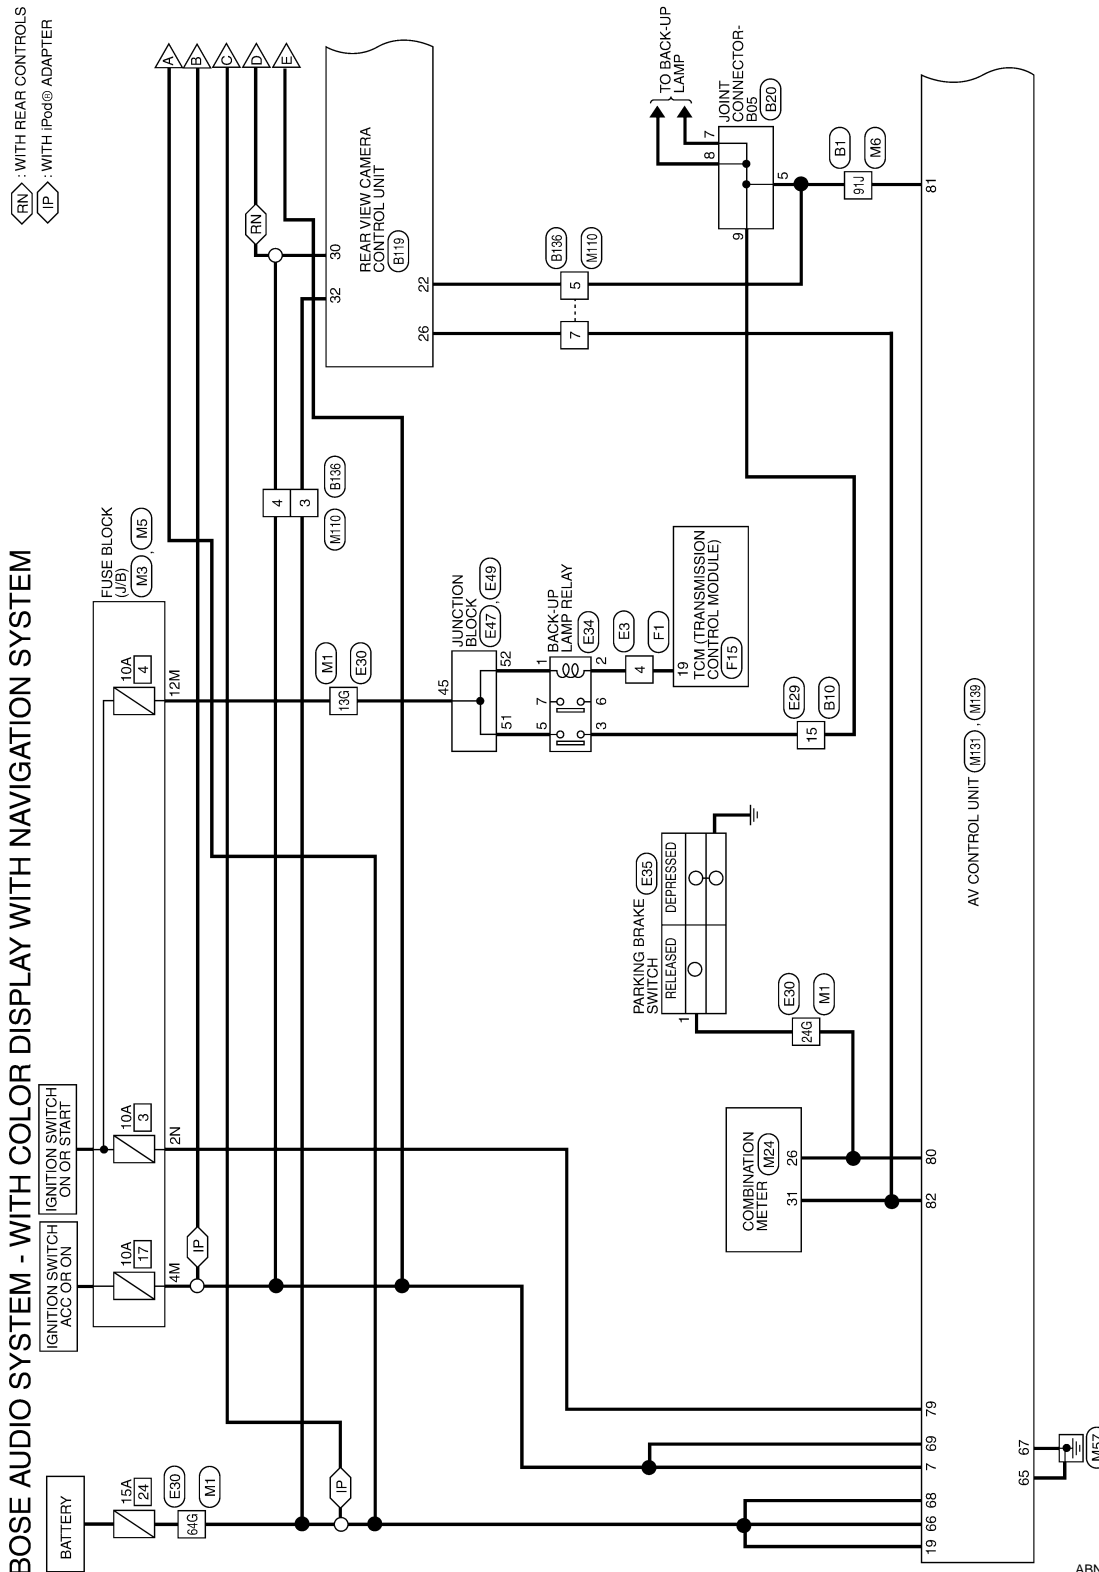 BOSE AUDIO SYSTEM - WITH COLOR DISPLAY WITH NAVIGATION SYSTEM
RN : WITH REAR CONTROLS
IP : WITH iPod® ADAPTER
BATTERY
IGNITION SWITCH
ACC OR ON
IGNITION SWITCH
ON OR START
FUSE BLOCK
(J/B)
M3 , M5
15A
24
10A
17
10A
3
10A
4
4M
2N
12M
E30
M1
64G
IP
IP
RN
A
B
C
D
E
M1
E30
13G
4
3
M110
B136
REAR VIEW CAMERA
CONTROL UNIT
B119
30
32
22
26
B136
M110
5
7
TO BACK-UP
LAMP
JOINT
CONNECTOR-
B05
B20
7
8
5
9
B1
M6
91J
JUNCTION
BLOCK
E47 , E49
45
51
52
BACK-UP
LAMP RELAY
E34
1
7
5
2
6
3
E3
F1
4
19
TCM (TRANSMISSION
CONTROL MODULE)
F15
E29
B10
15
PARKING BRAKE
SWITCH
E35
RELEASED
DEPRESSED
1
E30
M1
24G
COMBINATION
METER
M24
26
31
AV CONTROL UNIT M131 , M139
19
66
68
7
69
79
82
80
81
65
67
M57